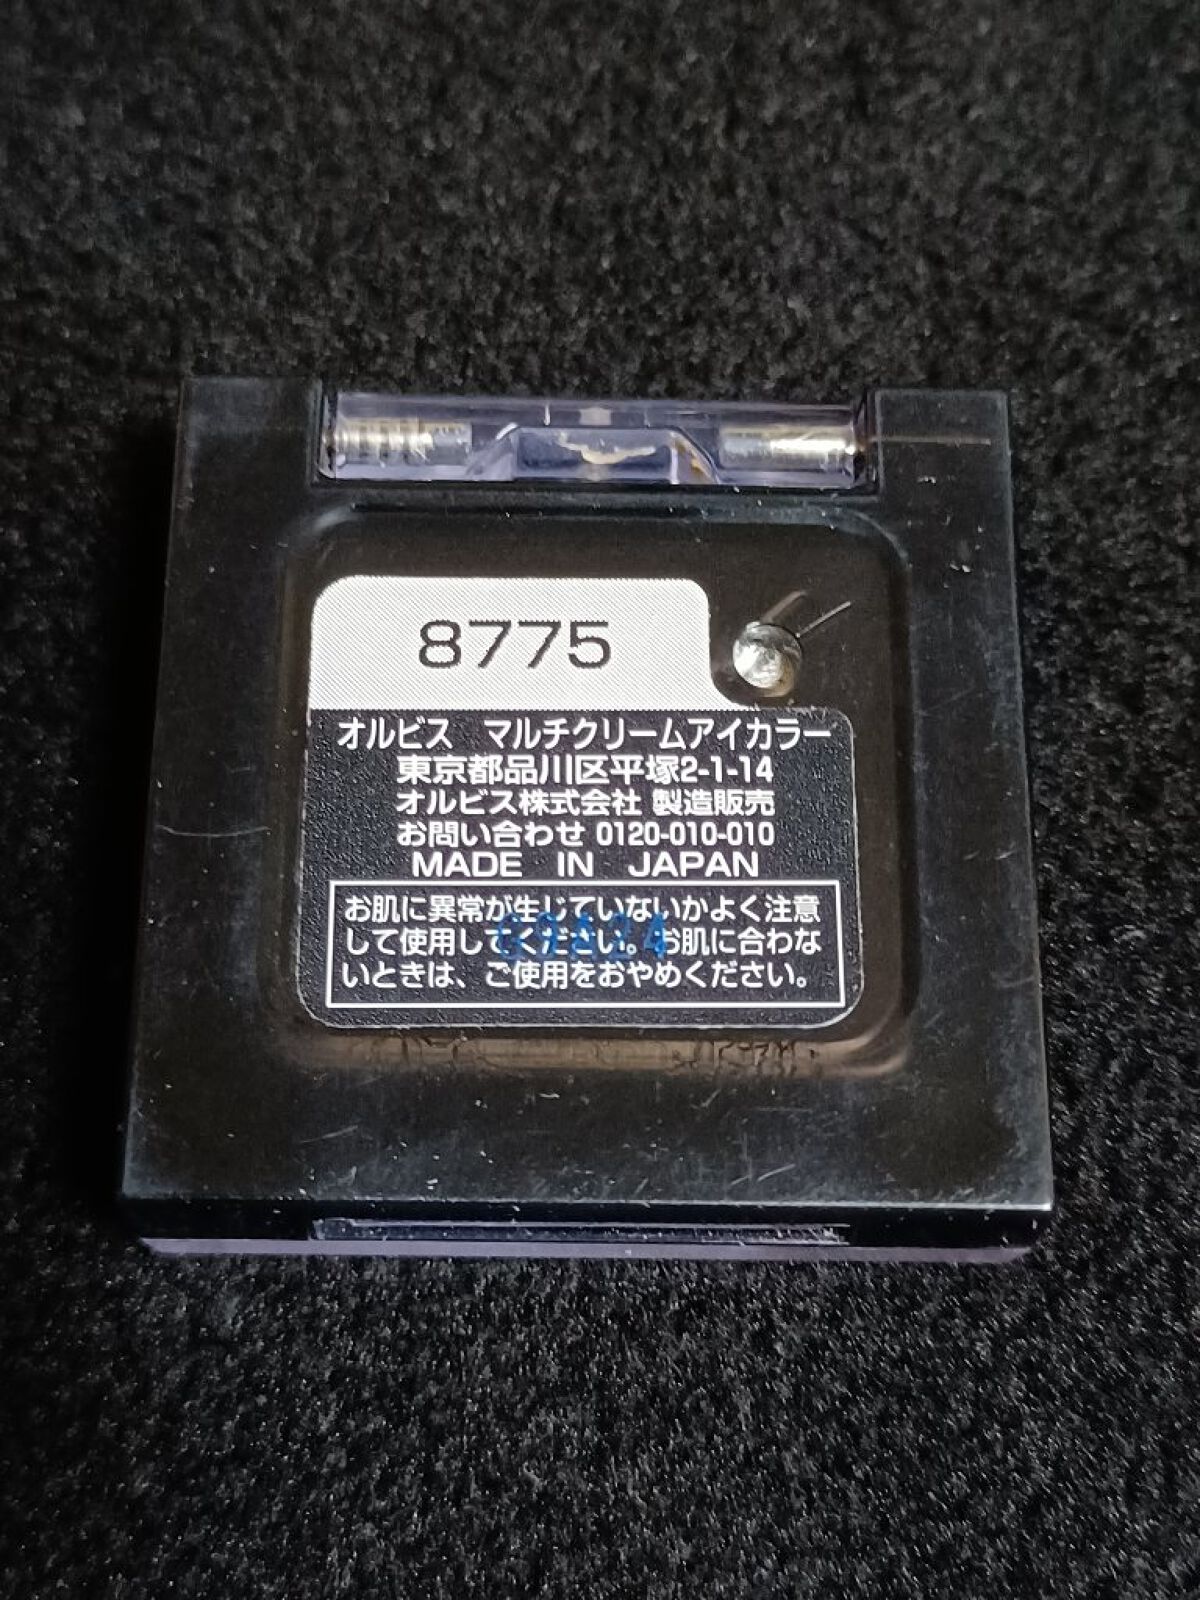 8775
オルビス マルチクリームアイカラー
東京都品川区平塚2-1-14
オルビス株式会社 製造販売
お問い合わせ 0120-010-010
MADE IN JAPAN
お肌に異常が生じていないかよく注意
して使用してください。お肌に合わな
いときは、ご使用をおやめください。